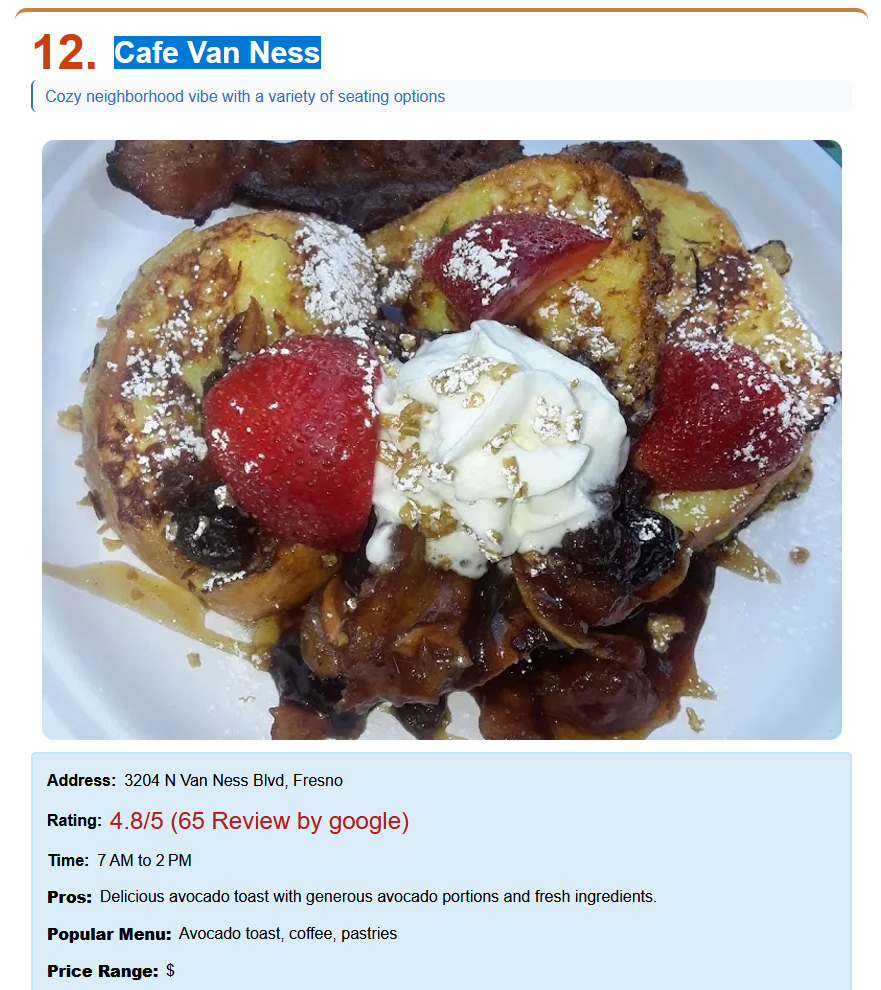 12. Cafe Van Ness
Cozy neighborhood vibe with a variety of seating options
Address: 3204 N Van Ness Blvd, Fresno
Rating: 4.8/5 (65 Review by google)
Time: 7 AM to 2 PM
Pros: Delicious avocado toast with generous avocado portions and fresh ingredients.
Popular Menu: Avocado toast, coffee, pastries
Price Range: $